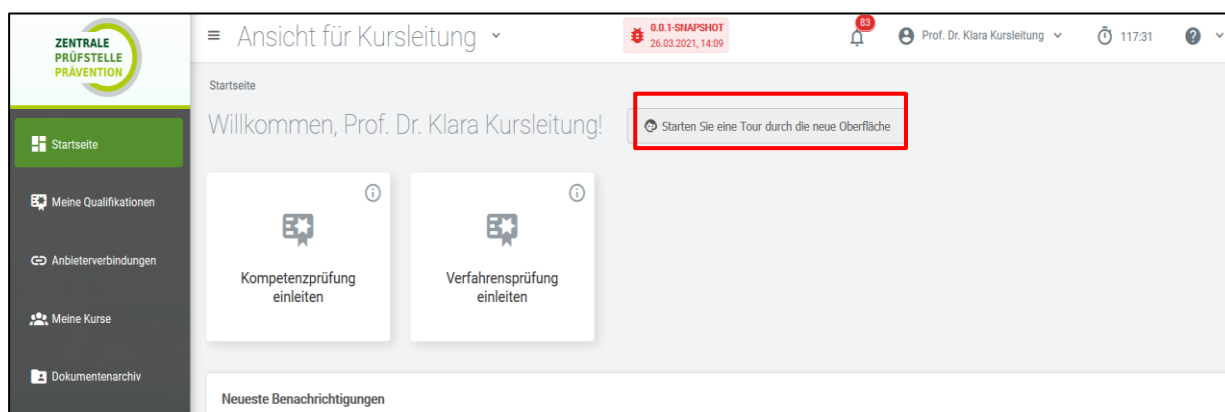 ZENTRALE
PRÜFSTELLE
PRÄVENTION
Startseite
Meine Qualifikationen
Anbieterverbindungen
Meine Kurse
Dokumentenarchiv
Ansicht für Kursleitung
0.0.1-SNAPSHOT
26.03.2021, 14:09
83
Prof. Dr. Klara Kursleitung
117:31
?
Startseite
Willkommen, Prof. Dr. Klara Kursleitung!
Starten Sie eine Tour durch die neue Oberfläche
Kompetenzprüfung
einleiten
Verfahrensprüfung
einleiten
Neueste Benachrichtigungen